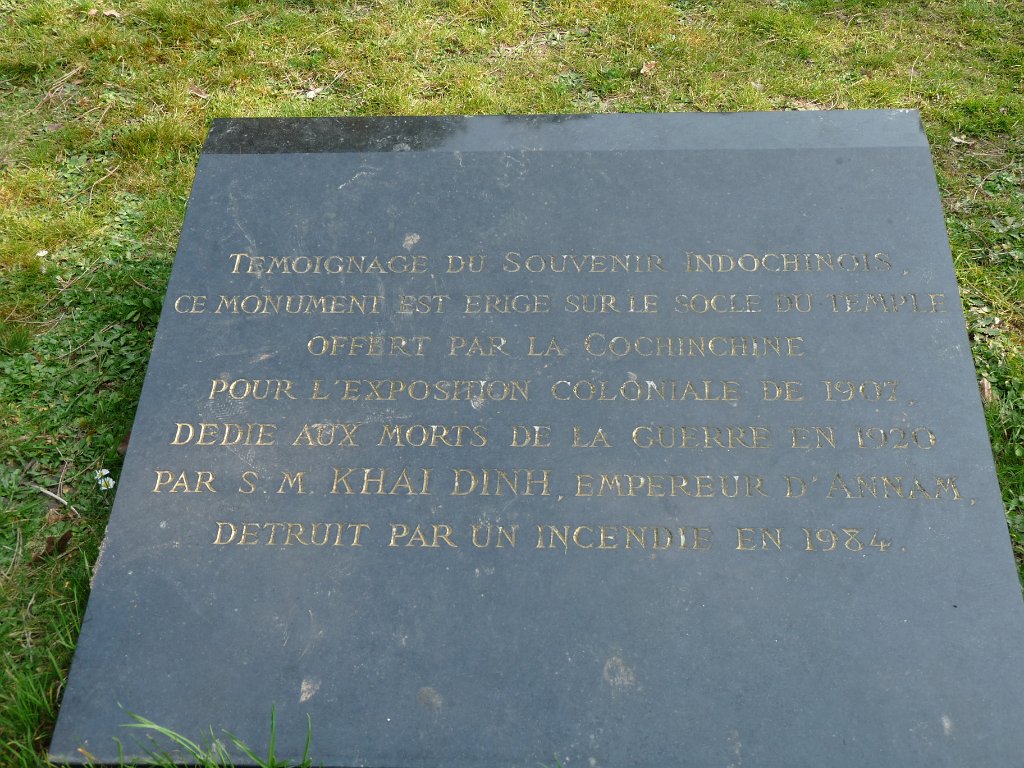 TEMOIGNAGE DU SOUVENIR INDOCHINOIS,
CE MONUMENT EST ERIGE SUR LE SOCLE DU TEMPLE
OFFERT PAR LA COCHINCHINE
POUR L'EXPOSITION COLONIALE DE 1907,
DEDIE AUX MORTS DE LA GUERRE EN 1920
PAR S.M. KHAI DINH, EMPEREUR D'ANNAM,
DETRUIT PAR UN INCENDIE EN 1984.